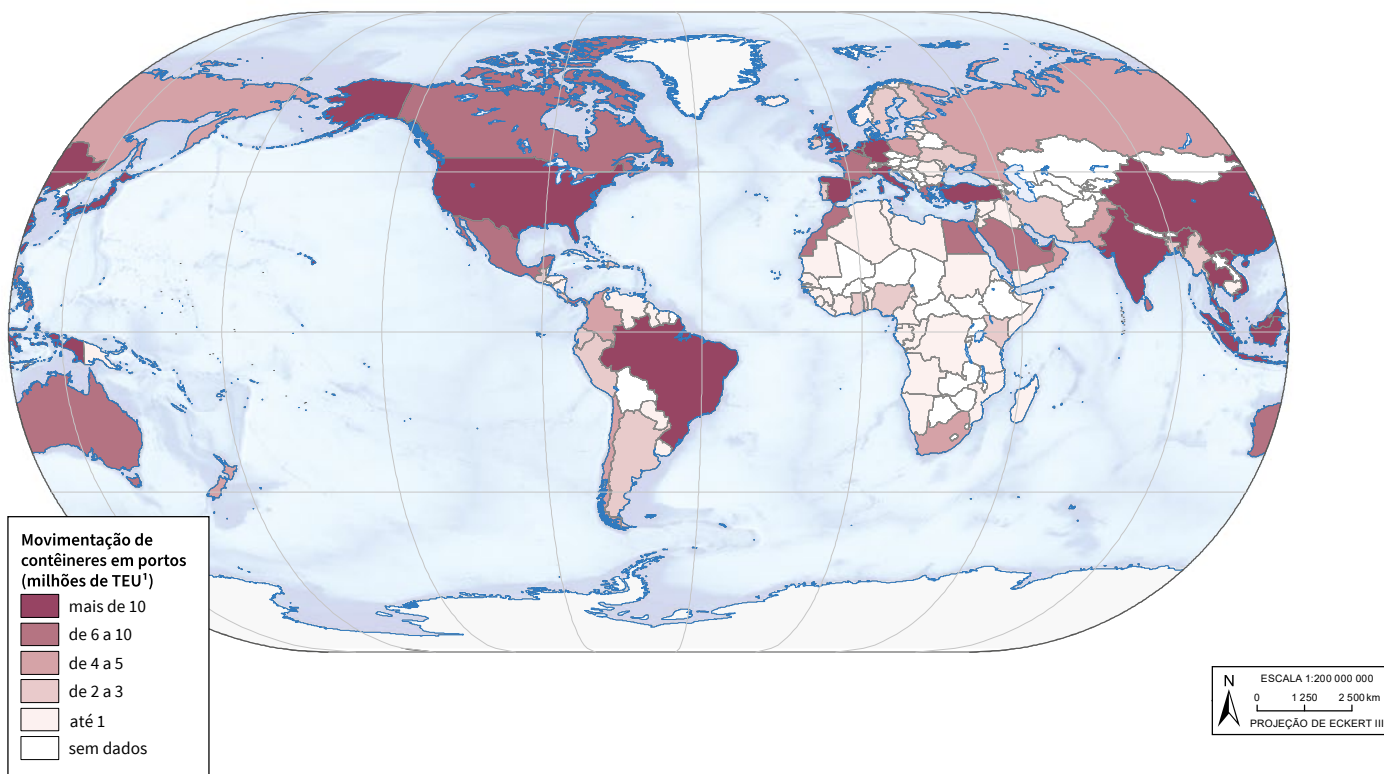 Movimentação de
contêineres em portos
(milhões de TEU¹)
mais de 10
de 6 a 10
de 4 a 5
de 2 a 3
até 1
sem dados
N
ESCALA 1:200 000 000
0 1 250 2 500 km
PROJEÇÃO DE ECKERT III